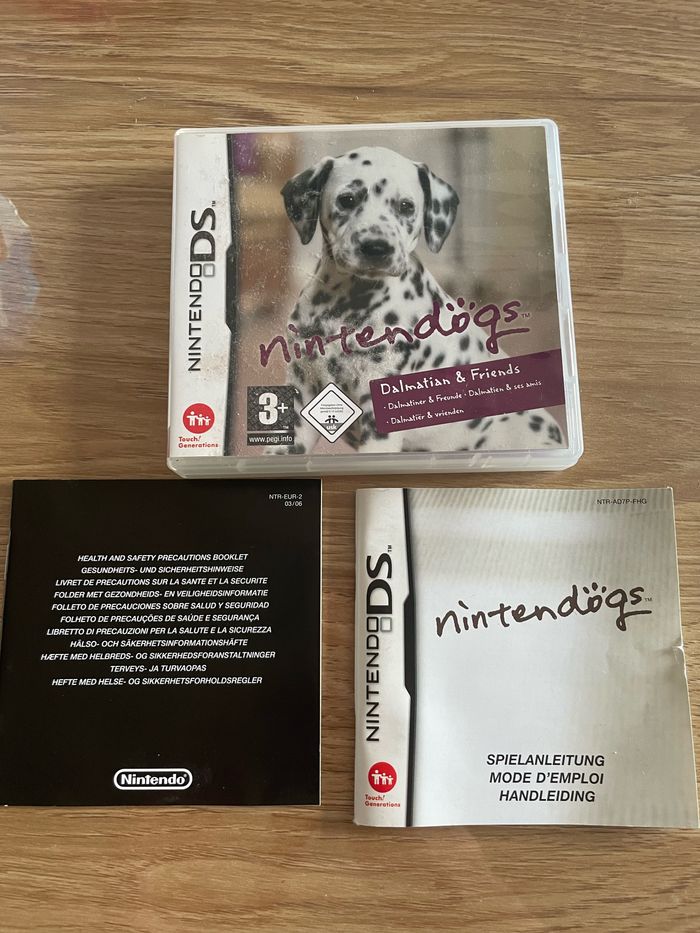 NINTENDO DS™
nintendogs™
Dalmatian & Friends
• Dalmatiner & Freunde • Dalmatien & ses amis
• Dalmatiër & vrienden
3+
www.pegi.info
usk
Touch!
Generations
NTR-EUR-2
03/06
HEALTH AND SAFETY PRECAUTIONS BOOKLET
GESUNDHEITS- UND SICHERHEITSHINWEISE
LIVRET DE PRECAUTIONS SUR LA SANTE ET LA SECURITE
FOLDER MET GEZONDHEIDS- EN VEILIGHEIDSINFORMATIE
FOLLETO DE PRECAUCIONES SOBRE SALUD Y SEGURIDAD
FOLHETO DE PRECAUÇÕES DE SAÚDE E SEGURANÇA
LIBRETTO DI PRECAUZIONI PER LA SALUTE E LA SICUREZZA
HÄLSO- OCH SÄKERHETSINFORMATIONSHÄFTE
HÆFTE MED HELBREDS- OG SIKKERHEDSFORANSTALTNINGER
TERVEYS- JA TURVAOPAS
HEFTE MED HELSE- OG SIKKERHETSFORHOLDSREGLER
Nintendo
NTR-AD7P-FHG
NINTENDO DS™
nintendögs™
SPIELANLEITUNG
MODE D'EMPLOI
HANDLEIDING
Touch!
Generations